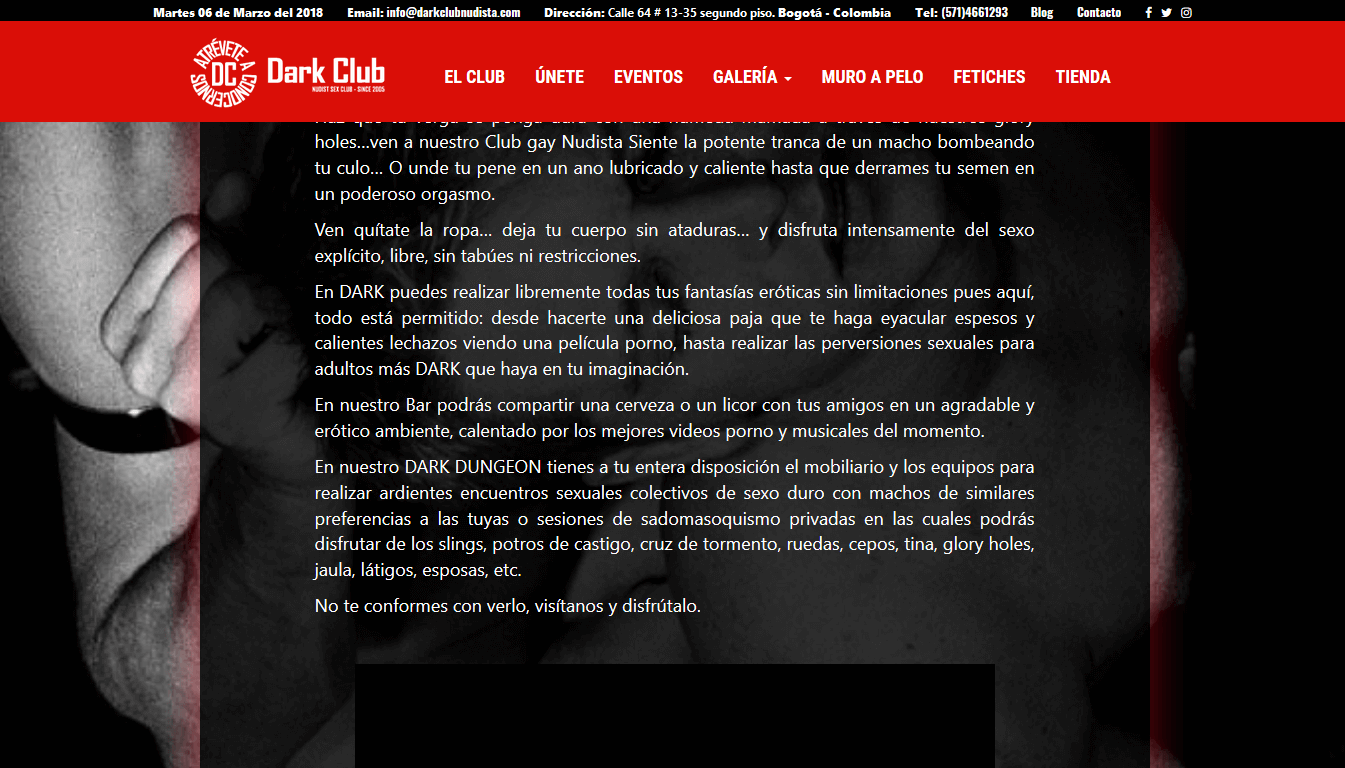 Martes 06 de Marzo del 2018 Email: info@darkclubnudista.com Dirección: Calle 64 # 13-35 segundo piso. Bogotá - Colombia Tel: (571)4661293 Blog Contacto
ATRÉVETE A CONOCERNOS
DC
Dark Club
NUDIST SEX CLUB - SINCE 2005
EL CLUB ÚNETE EVENTOS GALERÍA MURO A PELO FETICHES TIENDA
holes...ven a nuestro Club gay Nudista Siente la potente tranca de un macho bombeando
tu culo... O unde tu pene en un ano lubricado y caliente hasta que derrames tu semen en
un poderoso orgasmo.
Ven quítate la ropa... deja tu cuerpo sin ataduras... y disfruta intensamente del sexo
explícito, libre, sin tabúes ni restricciones.
En DARK puedes realizar libremente todas tus fantasías eróticas sin limitaciones pues aquí,
todo está permitido: desde hacerte una deliciosa paja que te haga eyacular espesos y
calientes lechazos viendo una película porno, hasta realizar las perversiones sexuales para
adultos más DARK que haya en tu imaginación.
En nuestro Bar podrás compartir una cerveza o un licor con tus amigos en un agradable y
erótico ambiente, calentado por los mejores videos porno y musicales del momento.
En nuestro DARK DUNGEON tienes a tu entera disposición el mobiliario y los equipos para
realizar ardientes encuentros sexuales colectivos de sexo duro con machos de similares
preferencias a las tuyas o sesiones de sadomasoquismo privadas en las cuales podrás
disfrutar de los slings, potros de castigo, cruz de tormento, ruedas, cepos, tina, glory holes,
jaula, látigos, esposas, etc.
No te conformes con verlo, visítanos y disfrútalo.